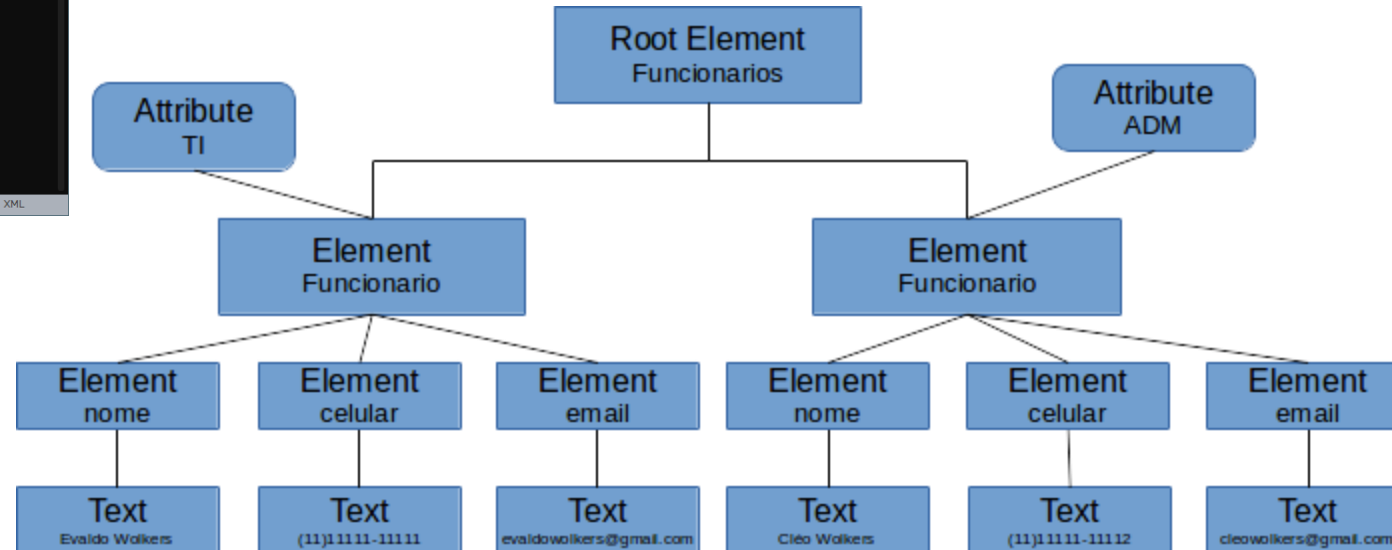 Root Element
Funcionarios
Attribute
TI
Attribute
ADM
XML
Element
Funcionario
Element
Funcionario
Element
nome
Element
celular
Element
email
Element
nome
Element
celular
Element
email
Text
Evaldo Wolkers
Text
(11)11111-11111
Text
evaldowolkers@gmail.com
Text
Cléo Wolkers
Text
(11)11111-11112
Text
cleowolkers@gmail.com